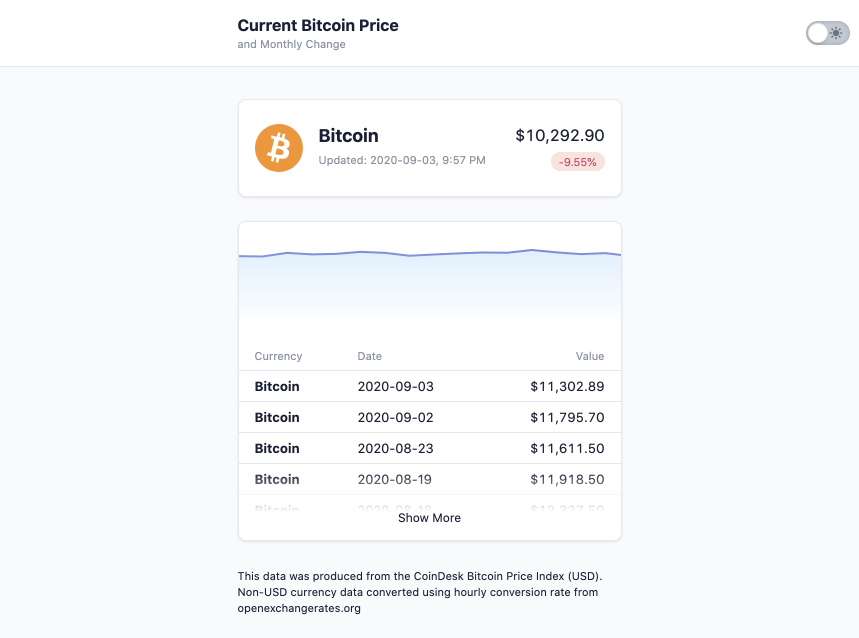 Current Bitcoin Price
and Monthly Change
Bitcoin $10,292.90
Updated: 2020-09-03, 9:57 PM -9.55%
Currency Date Value
Bitcoin 2020-09-03 $11,302.89
Bitcoin 2020-09-02 $11,795.70
Bitcoin 2020-08-23 $11,611.50
Bitcoin 2020-08-19 $11,918.50
Bitcoin
Show More
This data was produced from the CoinDesk Bitcoin Price Index (USD).
Non-USD currency data converted using hourly conversion rate from
openexchangerates.org